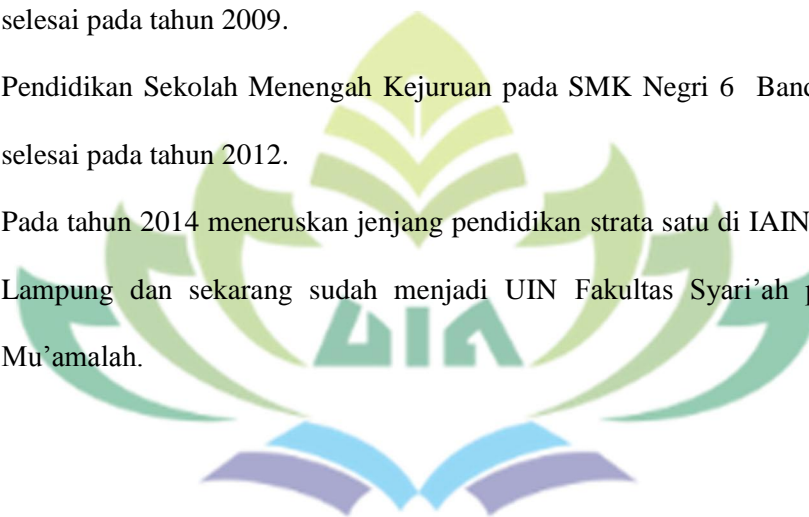 selesai pada tahun 2009.
Pendidikan Sekolah Menengah Kejuruan pada SMK Negri 6
selesai pada tahun 2012.
Pada tahun 2014 meneruskan jenjang pendidikan strata satu di IAIN
Lampung dan sekarang sudah menjadi UIN Fakultas Syari’ah
Mu’amalah.
UIN